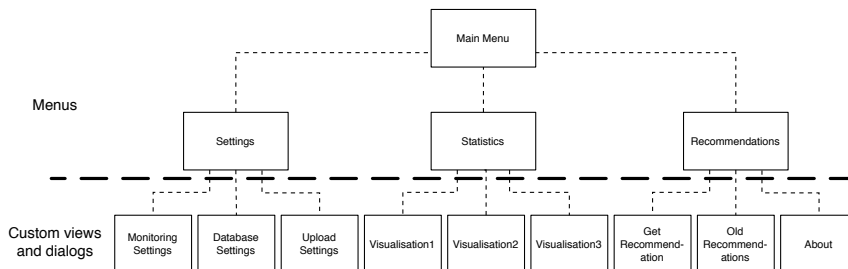 Main Menu
Menus
Settings
Statistics
Recommendations
Custom views
and dialogs
Monitoring
Settings
Database
Settings
Upload
Settings
Visualisation1
Visualisation2
Visualisation3
Get
Recommend-
ation
Old
Recommend-
ations
About